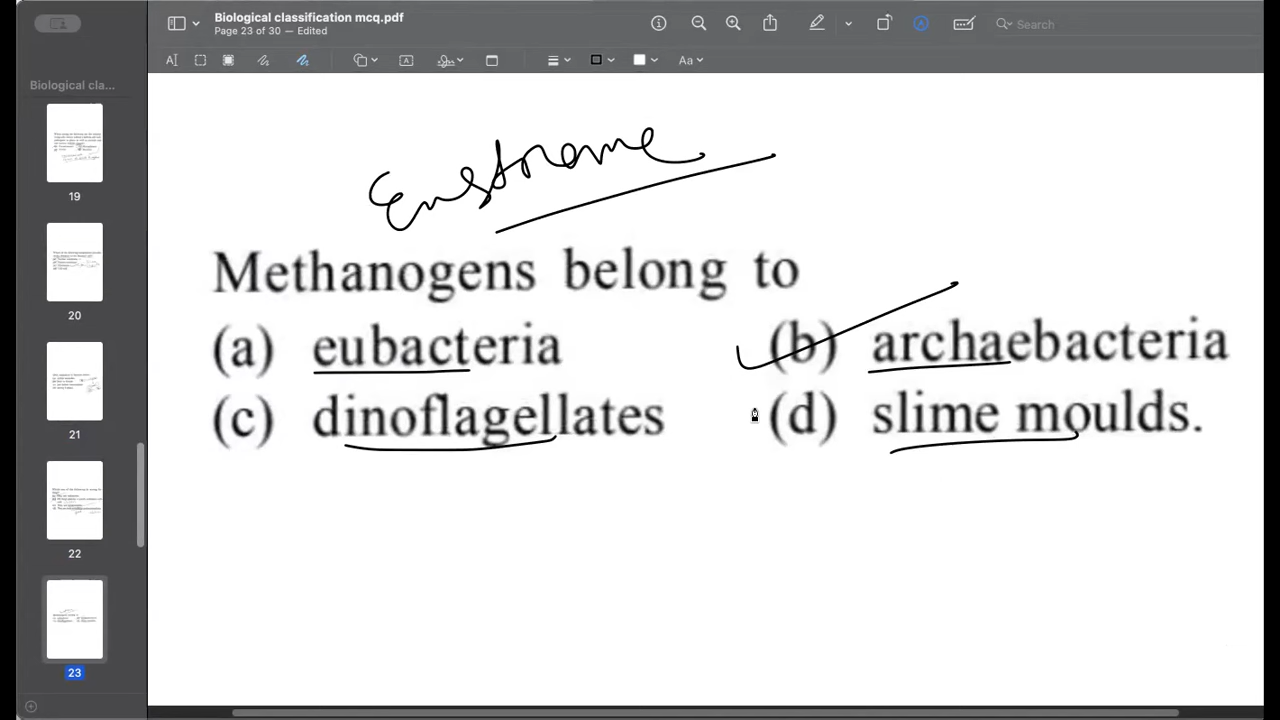 Biological classification mcq.pdf
Page 23 of 30 — Edited
Search
Aa
Biological cla...
19
20
21
22
23
Methanogens belong to
(a) eubacteria (b) archaebacteria
(c) dinoflagellates (d) slime moulds.